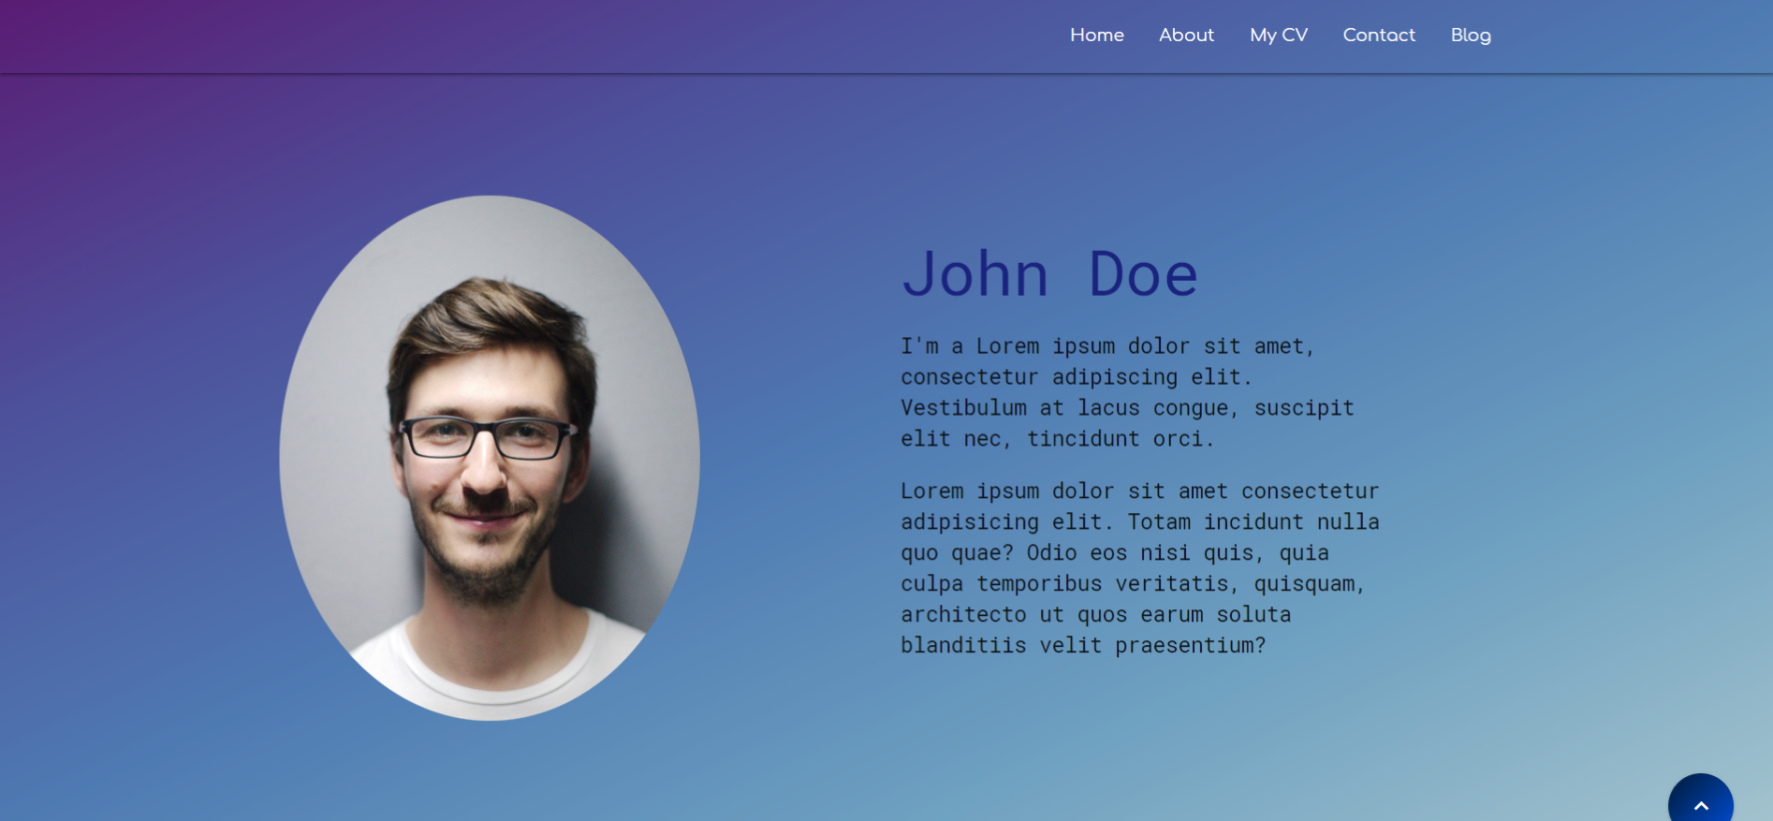 Home About My CV Contact Blog
John Doe
I'm a Lorem ipsum dolor sit amet,
consectetur adipiscing elit.
Vestibulum at lacus congue, suscipit
elit nec, tincidunt orci.
Lorem ipsum dolor sit amet consectetur
adipisicing elit. Totam incidunt nulla
quo quae? Odio eos nisi quis, quia
culpa temporibus veritatis, quisquam,
architecto ut quos earum soluta
blanditiis velit praesentium?